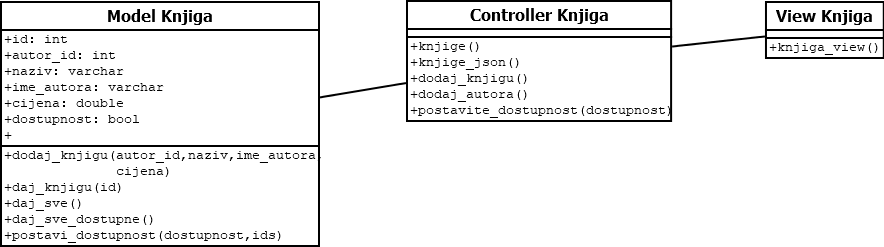 Model Knjiga
+id: int
+autor_id: int
+naziv: varchar
+ime_autora: varchar
+cijena: double
+dostupnost: bool
+
+dodaj_knjigu(autor_id,naziv,ime_autora,
cijena)
+daj_knjigu(id)
+daj_sve()
+daj_sve_dostupne()
+postavi_dostupnost(dostupnost,ids)
Controller Knjiga
+knjige()
+knjige_json()
+dodaj_knjigu()
+dodaj_autora()
+postavite_dostupnost(dostupnost)
View Knjiga
+knjiga_view()